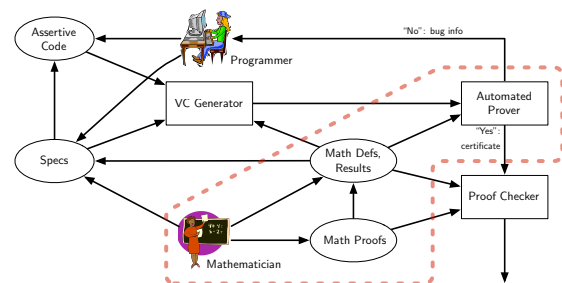 Assertive
Code
"No": bug info
Programmer
VC Generator
Automated
Prover
"Yes":
certificate
Specs
Math Defs,
Results
Proof Checker
Math Proofs
Mathematician